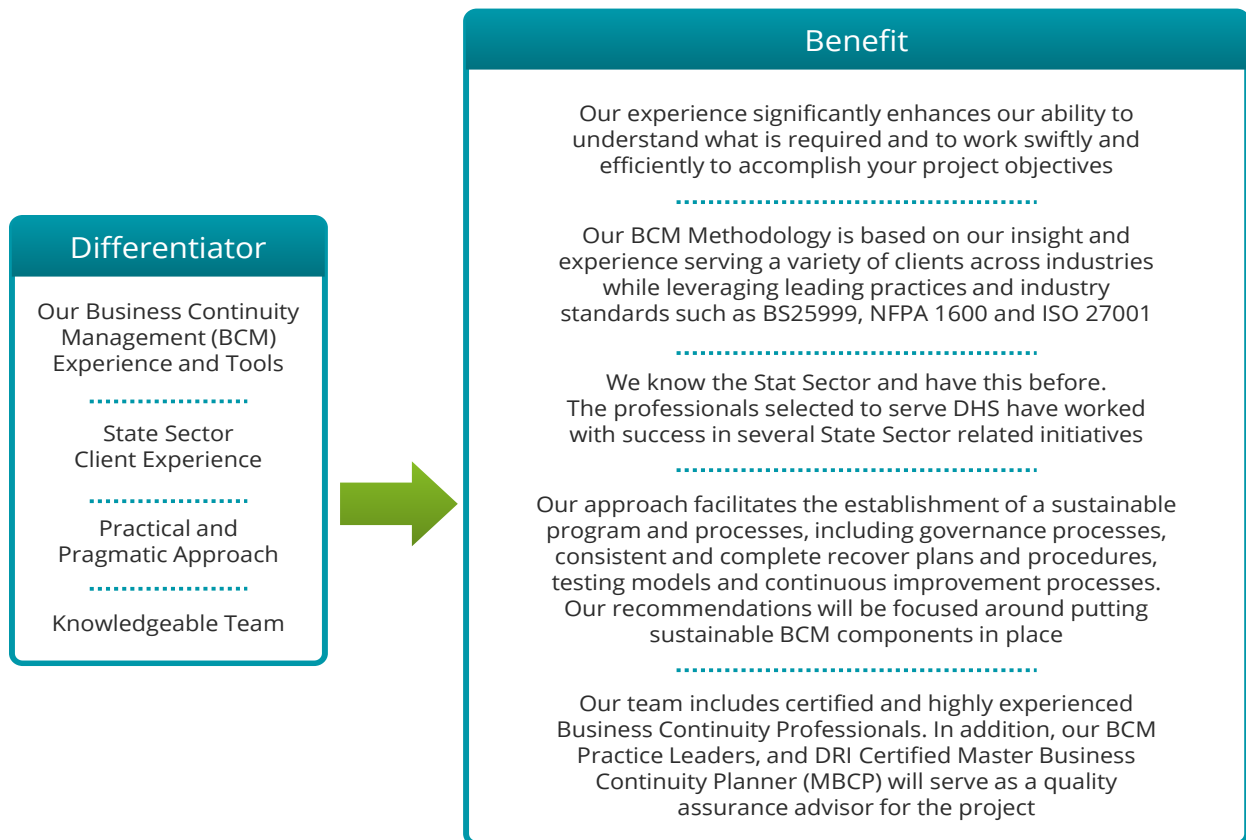 Differentiator
Our Business Continuity
Management (BCM)
Experience and Tools
State Sector
Client Experience
Practical and
Pragmatic Approach
Knowledgeable Team
Benefit
Our experience significantly enhances our ability to
understand what is required and to work swiftly and
efficiently to accomplish your project objectives
Our BCM Methodology is based on our insight and
experience serving a variety of clients across industries
while leveraging leading practices and industry
standards such as BS25999, NFPA 1600 and ISO 27001
We know the Stat Sector and have this before.
The professionals selected to serve DHS have worked
with success in several State Sector related initiatives
Our approach facilitates the establishment of a sustainable
program and processes, including governance processes,
consistent and complete recover plans and procedures,
testing models and continuous improvement processes.
Our recommendations will be focused around putting
sustainable BCM components in place
Our team includes certified and highly experienced
Business Continuity Professionals. In addition, our BCM
Practice Leaders, and DRI Certified Master Business
Continuity Planner (MBCP) will serve as a quality
assurance advisor for the project